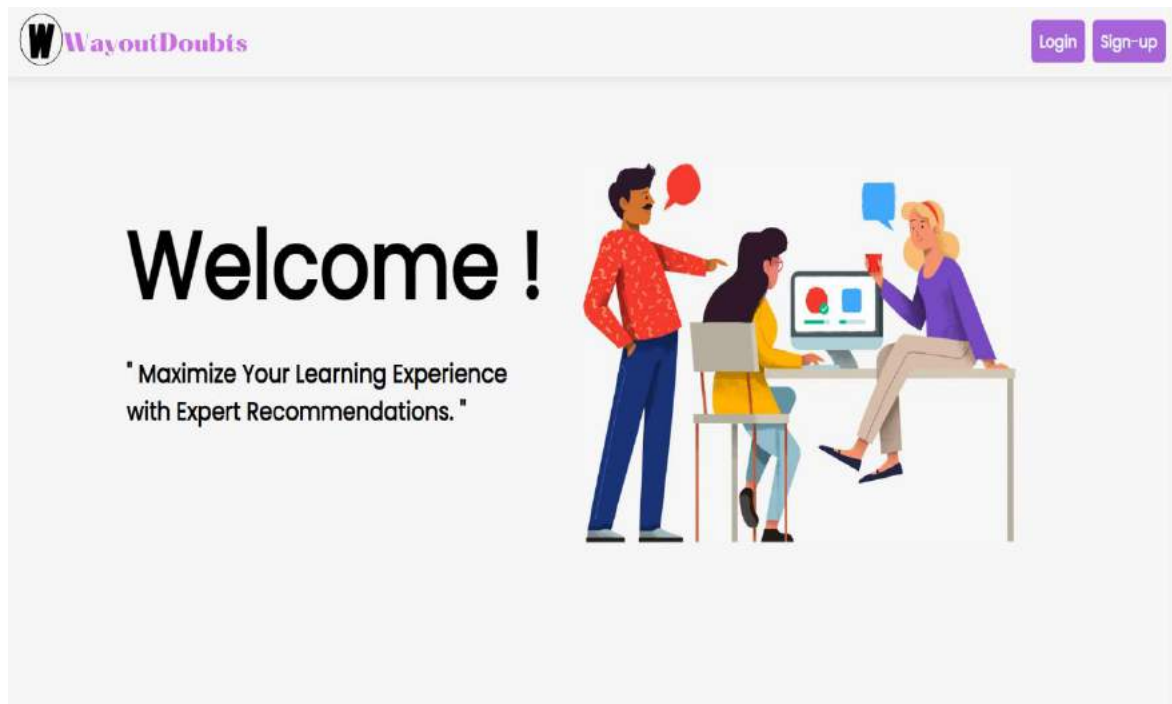 W WayoutDoubts
Login Sign-up
Welcome !
" Maximize Your Learning Experience
with Expert Recommendations. "